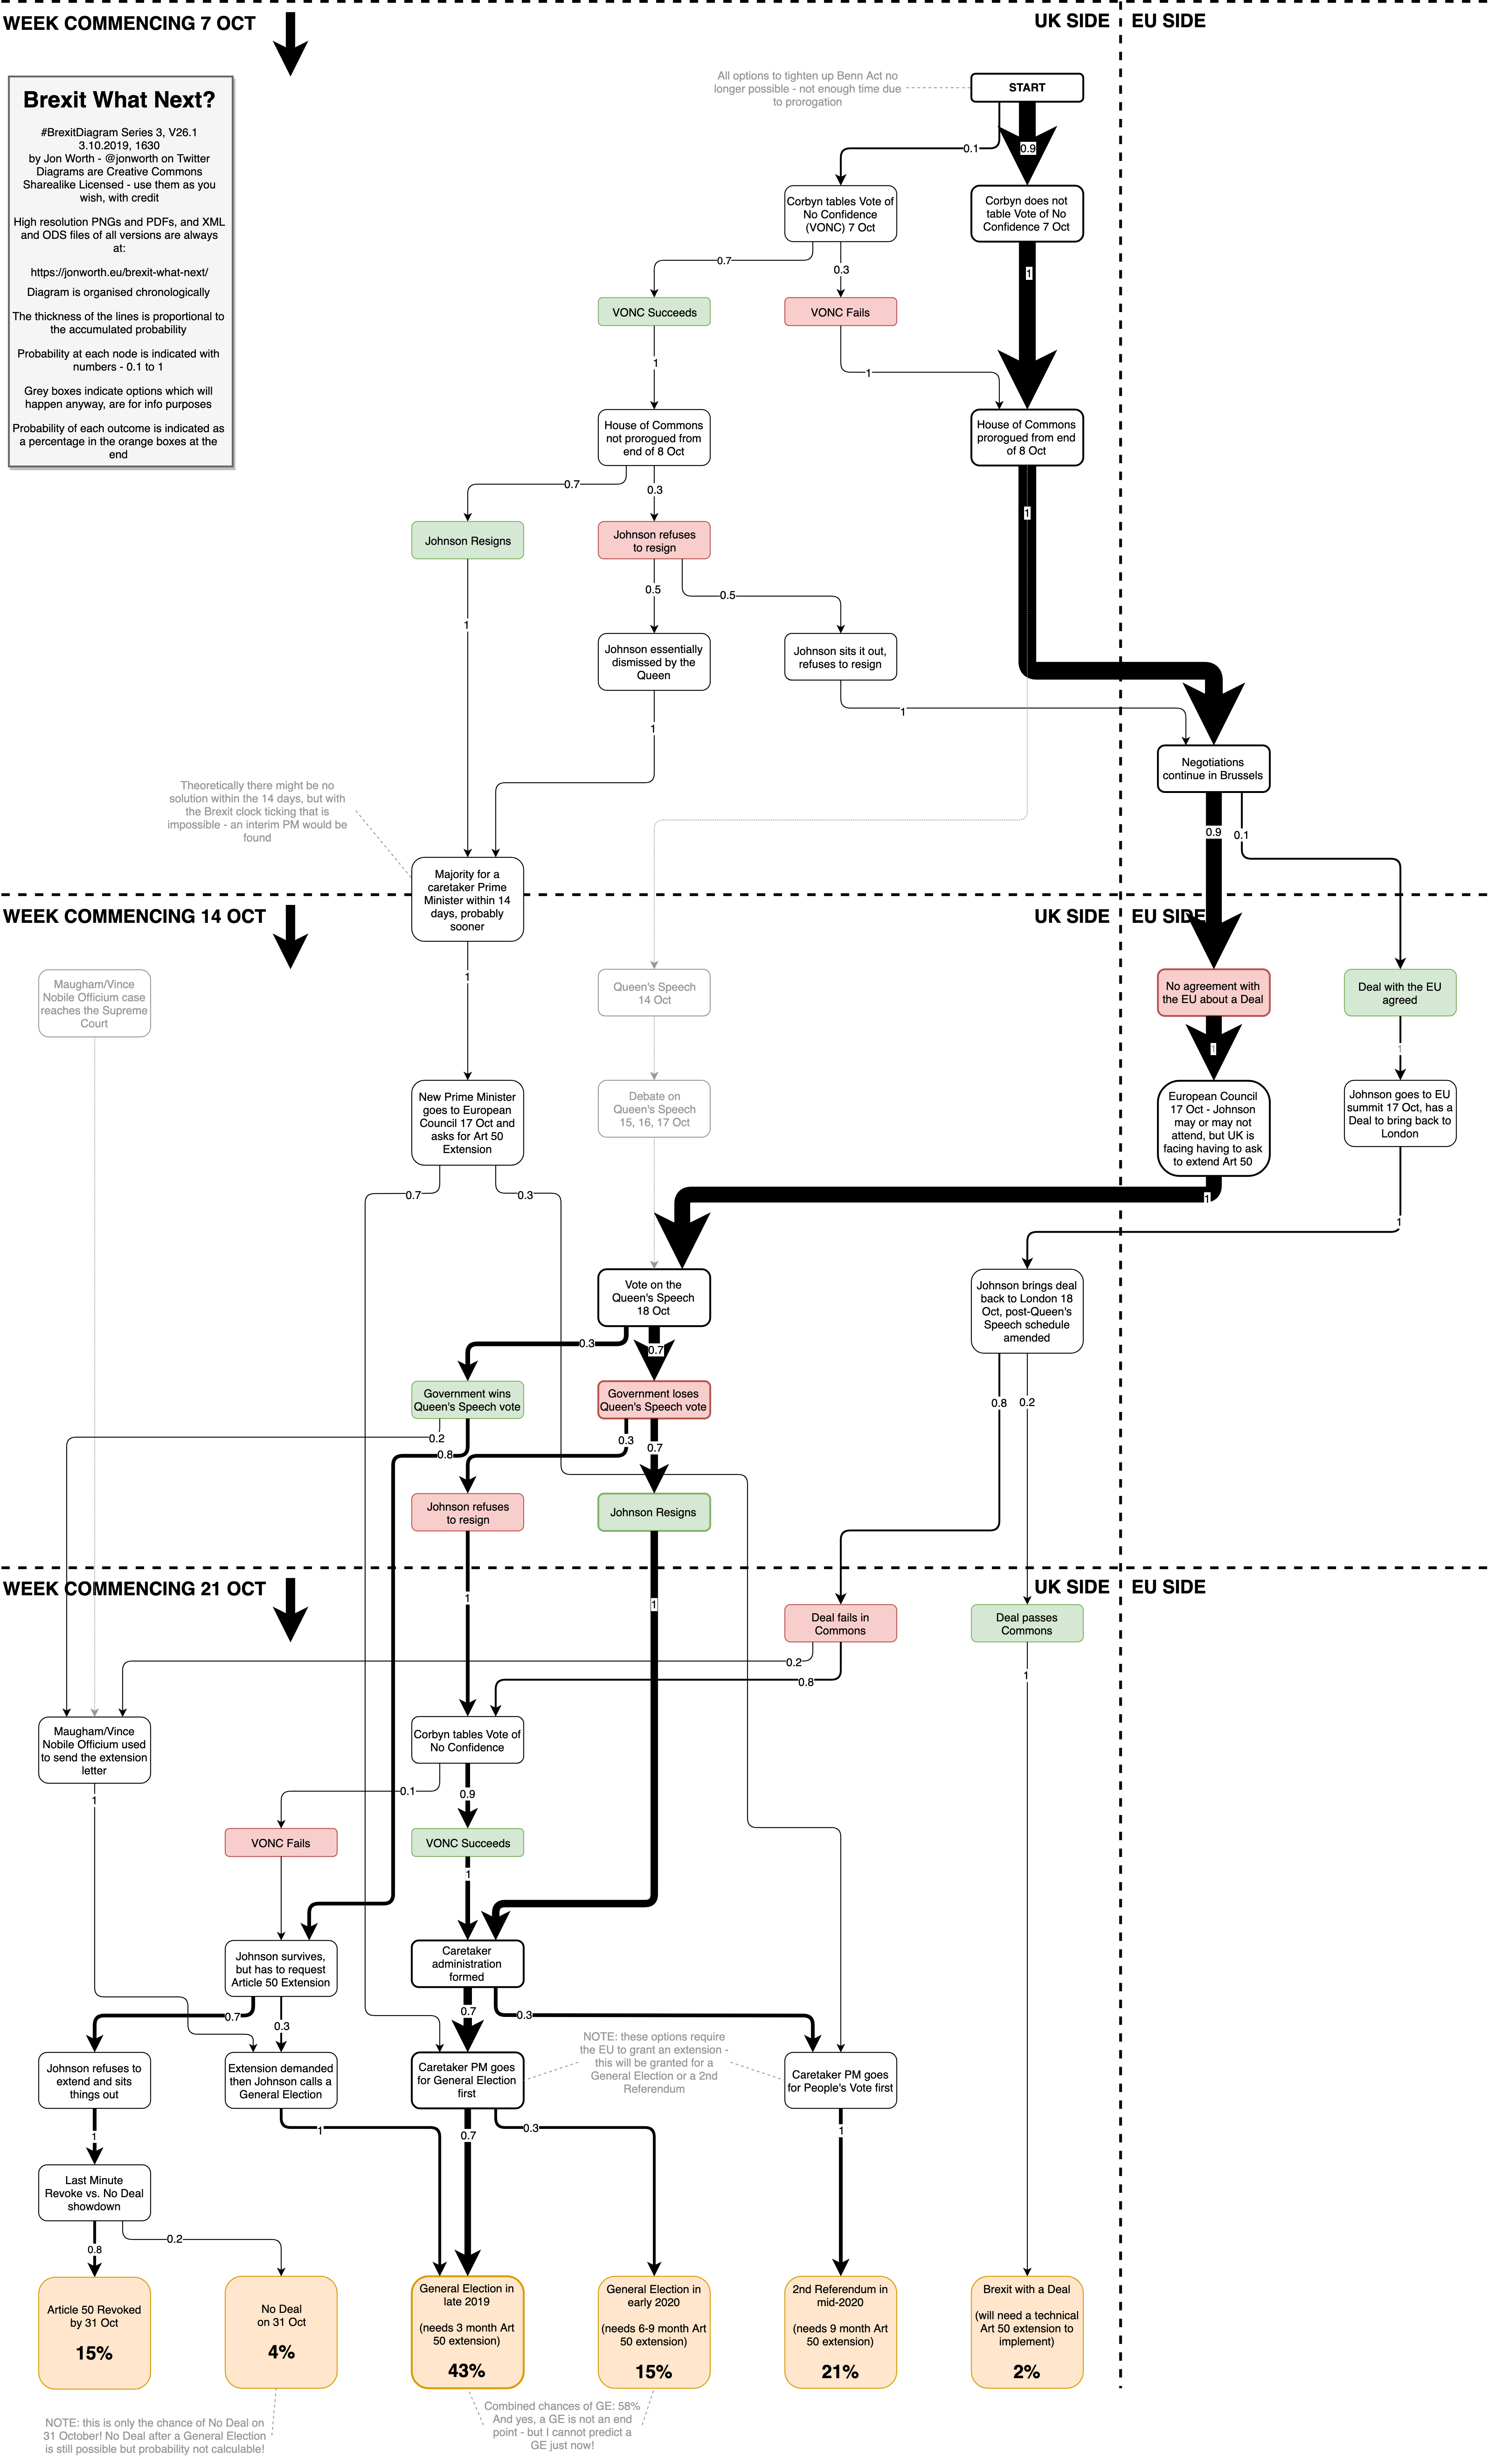 WEEK COMMENCING 7 OCT
UK SIDE
EU SIDE
Brexit What Next?
#BrexitDiagram Series 3, V26.1
3.10.2019, 1630
by Jon Worth - @jonworth on Twitter
Diagrams are Creative Commons
Sharealike Licensed - use them as you
wish, with credit
High resolution PNGs and PDFs, and XML
and ODS files of all versions are always
at:
https://jonworth.eu/brexit-what-next/
Diagram is organised chronologically
The thickness of the lines is proportional to
the accumulated probability
Probability at each node is indicated with
numbers - 0.1 to 1
Grey boxes indicate options which will
happen anyway, are for info purposes
Probability of each outcome is indicated as
a percentage in the orange boxes at the
end
All options to tighten up Benn Act no
longer possible - not enough time due
to prorogation
START
0.1
0.9
Corbyn tables Vote of
No Confidence
(VONC) 7 Oct
Corbyn does not
table Vote of No
Confidence 7 Oct
0.7
0.3
1
VONC Succeeds
VONC Fails
1
1
House of Commons
not prorogued from
end of 8 Oct
House of Commons
prorogued from end
of 8 Oct
0.7
0.3
1
Johnson Resigns
Johnson refuses
to resign
0.5
0.5
1
Johnson essentially
dismissed by the
Queen
Johnson sits it out,
refuses to resign
1
1
Negotiations
continue in Brussels
Theoretically there might be no
solution within the 14 days, but with
the Brexit clock ticking that is
impossible - an interim PM would be
found
0.9
0.1
Majority for a
caretaker Prime
Minister within 14
days, probably
sooner
WEEK COMMENCING 14 OCT
UK SIDE
EU SIDE
1
Maugham/Vince
Nobile Officium case
reaches the Supreme
Court
Queen's Speech
14 Oct
No agreement with
the EU about a Deal
Deal with the EU
agreed
1
1
New Prime Minister
goes to European
Council 17 Oct and
asks for Art 50
Extension
Debate on
Queen's Speech
15, 16, 17 Oct
European Council
17 Oct - Johnson
may or may not
attend, but UK is
facing having to ask
to extend Art 50
Johnson goes to EU
summit 17 Oct, has a
Deal to bring back to
London
0.7
0.3
1
1
Vote on the
Queen's Speech
18 Oct
Johnson brings deal
back to London 18
Oct, post-Queen's
Speech schedule
amended
0.3
0.7
Government wins
Queen's Speech vote
Government loses
Queen's Speech vote
0.8
0.2
0.2
0.8
0.3
0.7
Johnson refuses
to resign
Johnson Resigns
WEEK COMMENCING 21 OCT
UK SIDE
EU SIDE
1
1
Deal fails in
Commons
Deal passes
Commons
0.2
0.8
1
Maugham/Vince
Nobile Officium used
to send the extension
letter
Corbyn tables Vote of
No Confidence
1
0.1
0.9
VONC Fails
VONC Succeeds
1
Johnson survives,
but has to request
Article 50 Extension
Caretaker
administration
formed
0.7
0.3
0.7
0.3
NOTE: these options require
the EU to grant an extension -
this will be granted for a
General Election or a 2nd
Referendum
Johnson refuses to
extend and sits
things out
Extension demanded
then Johnson calls a
General Election
Caretaker PM goes
for General Election
first
Caretaker PM goes
for People's Vote first
1
1
0.7
0.3
1
Last Minute
Revoke vs. No Deal
showdown
0.8
0.2
Article 50 Revoked
by 31 Oct
15%
No Deal
on 31 Oct
4%
General Election in
late 2019
(needs 3 month Art
50 extension)
43%
General Election in
early 2020
(needs 6-9 month Art
50 extension)
15%
2nd Referendum in
mid-2020
(needs 9 month Art
50 extension)
21%
Brexit with a Deal
(will need a technical
Art 50 extension to
implement)
2%
NOTE: this is only the chance of No Deal on
31 October! No Deal after a General Election
is still possible but probability not calculable!
Combined chances of GE: 58%
And yes, a GE is not an end
point - but I cannot predict a
GE just now!